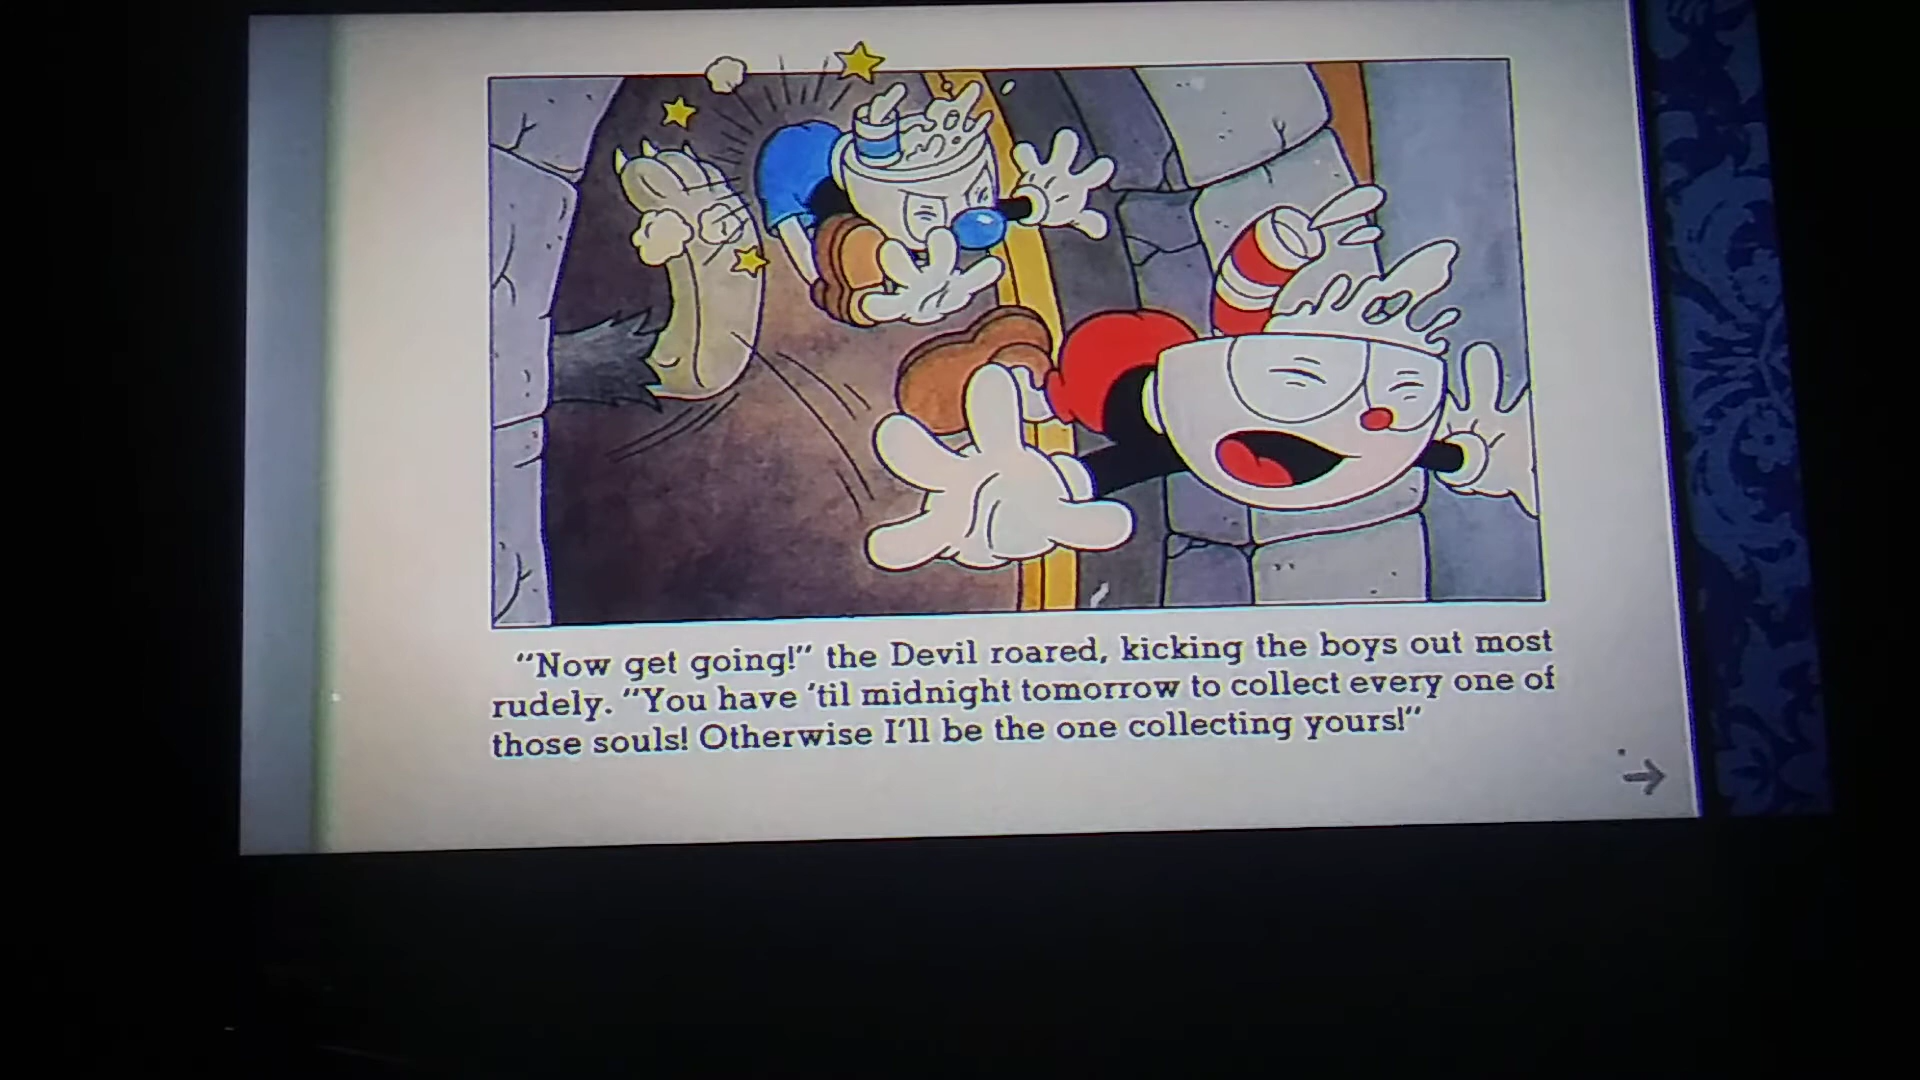 “Now get going!” the Devil roared, kicking the boys out most
rudely. “You have ’til midnight tomorrow to collect every one of
those souls! Otherwise I’ll be the one collecting yours!”